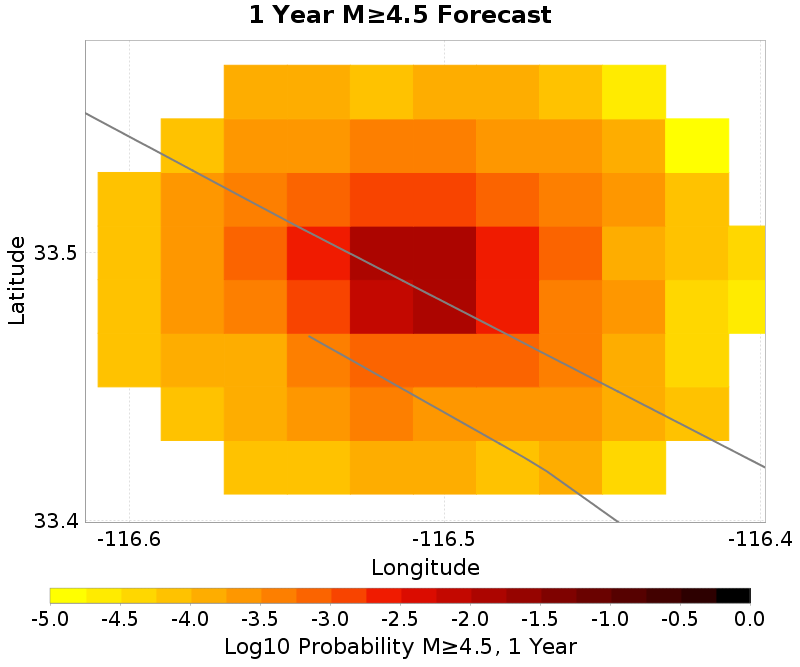 1 Year M≥4.5 Forecast
Latitude
33.5
33.4
-116.6 -116.5 -116.4
Longitude
-5.0 -4.5 -4.0 -3.5 -3.0 -2.5 -2.0 -1.5 -1.0 -0.5 0.0
Log10 Probability M≥4.5, 1 Year